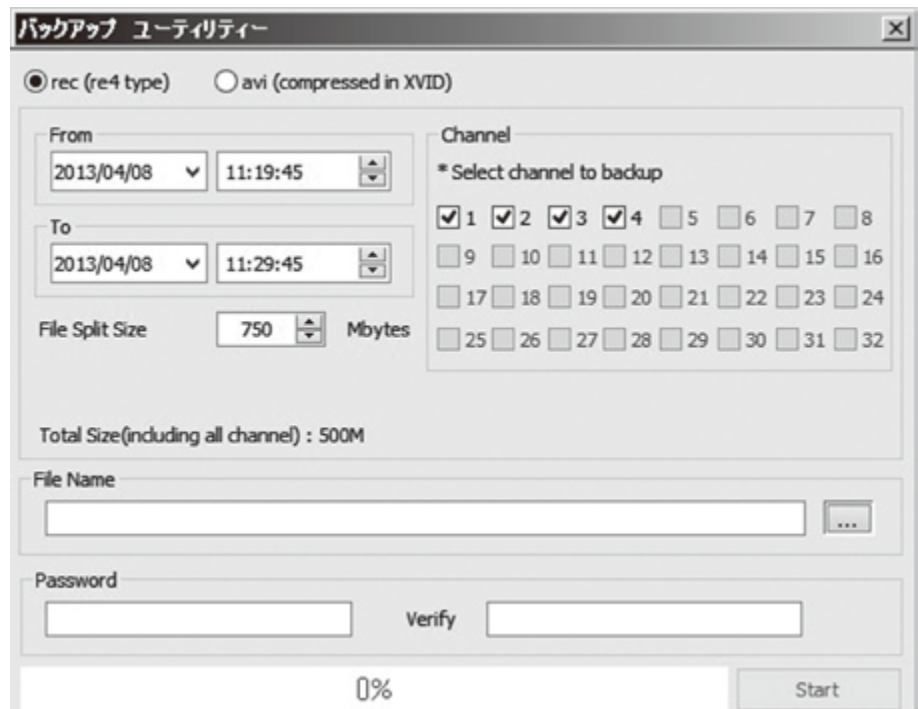 バックアップ ユーティリティー
rec (re4 type) avi (compressed in XVID)
From
2013/04/08 11:19:45
To
2013/04/08 11:29:45
File Split Size 750 Mbytes
Total Size(including all channel) : 500M
Channel
* Select channel to backup
1 2 3 4 5 6 7 8
9 10 11 12 13 14 15 16
17 18 19 20 21 22 23 24
25 26 27 28 29 30 31 32
File Name
...
Password
Verify
0%
Start